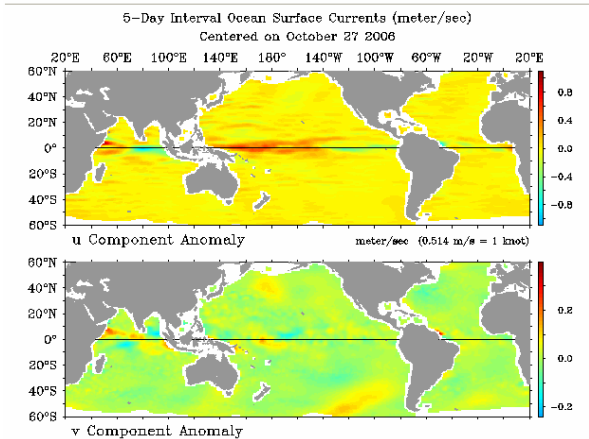 5-Day Interval Ocean Surface Currents (meter/sec)
Centered on October 27 2006
20°E 60°E 100°E 140°E 180° 140°W 100°W 60°W 20°W 20°E
60°N
40°N
20°N
0°
20°S
40°S
60°S
0.8
0.4
0.0
-0.4
-0.8
u Component Anomaly
meter/sec (0.514 m/s = 1 knot)
60°N
40°N
20°N
0°
20°S
40°S
60°S
0.2
0.0
-0.2
v Component Anomaly